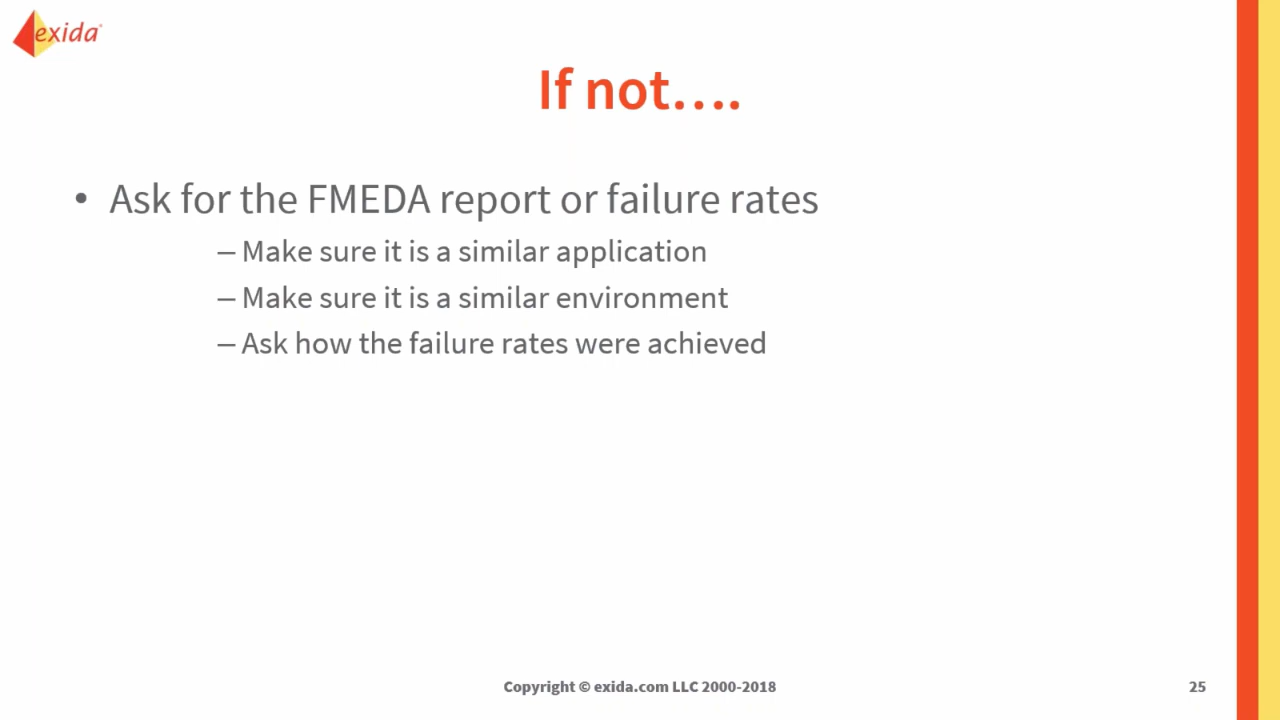 exida
If not….
• Ask for the FMEDA report or failure rates
– Make sure it is a similar application
– Make sure it is a similar environment
– Ask how the failure rates were achieved
Copyright © exida.com LLC 2000-2018
25